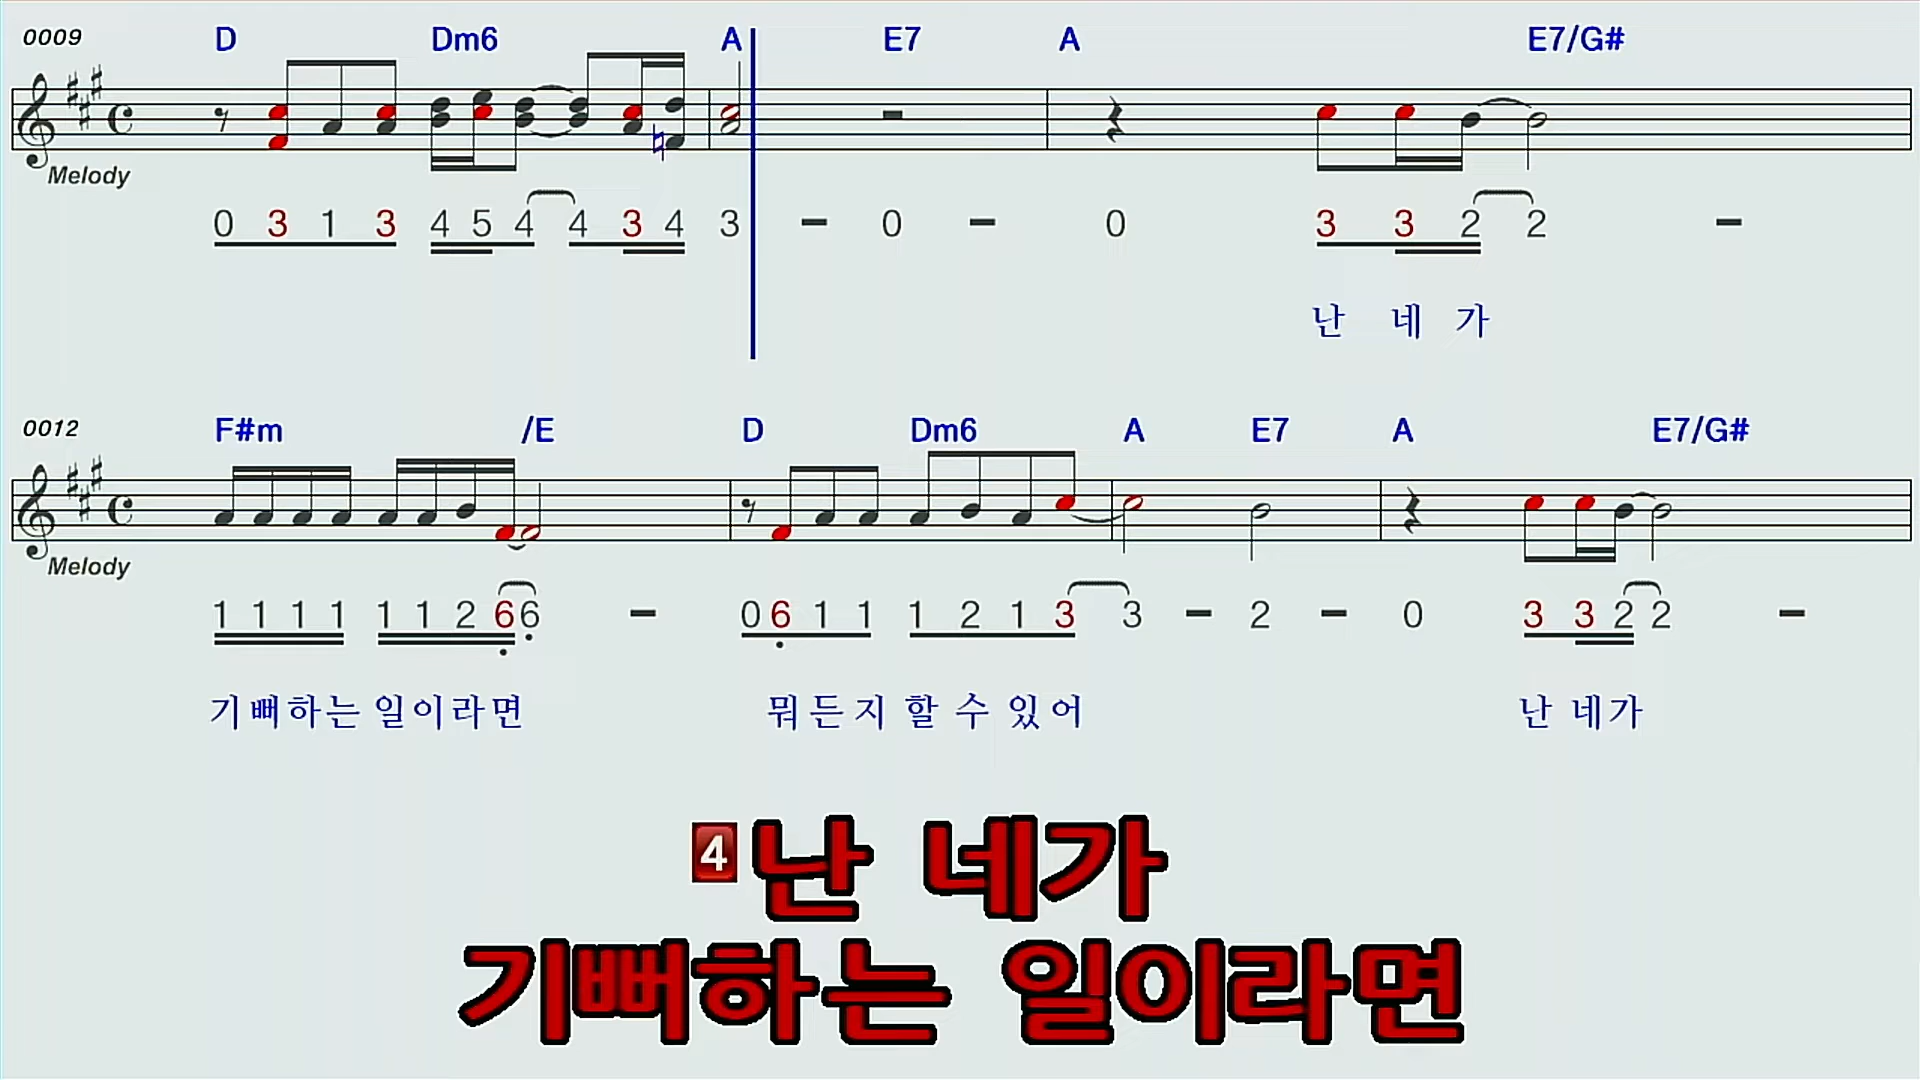 0009 D Dm6 A E7 A E7/G#
Melody
0 3 1 3 4 5 4 4 3 4 3 - 0 - 0 3 3 2 2 -
난 네 가
0012 F#m /E D Dm6 A E7 A E7/G#
Melody
1 1 1 1 1 1 2 6 6 - 0 6 1 1 1 2 1 3 3 - 2 - 0 3 3 2 2 -
기 뻐 하 는 일 이 라 면 뭐 든 지 할 수 있 어 난 네 가
4 난 네가
기뻐하는 일이라면